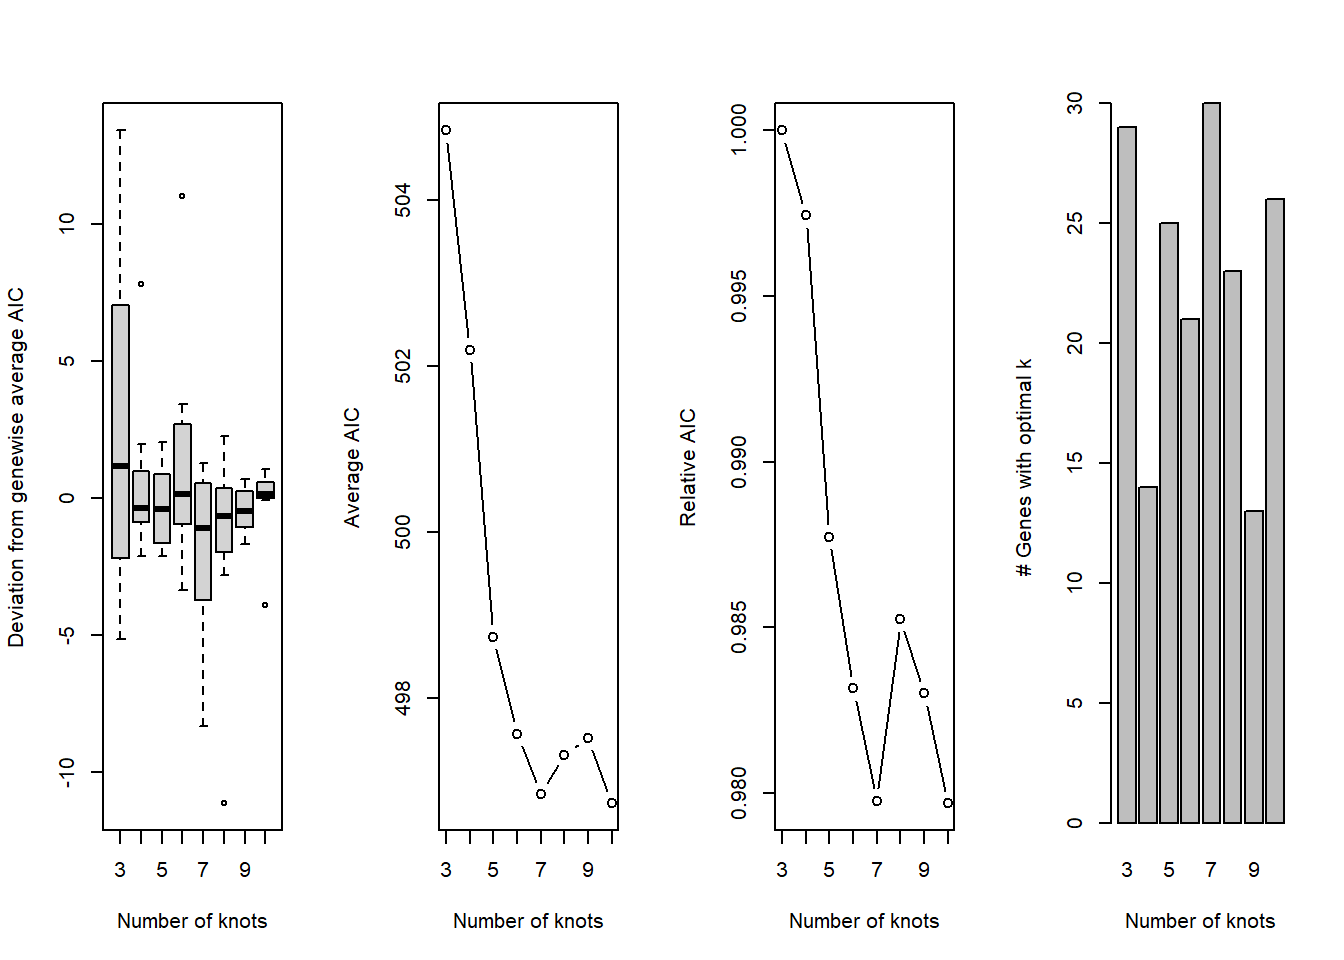 Deviation from genewise average AIC
10
5
0
-5
-10
3 5 7 9
Number of knots
Average AIC
504
502
500
498
3 5 7 9
Number of knots
Relative AIC
1.000
0.995
0.990
0.985
0.980
3 5 7 9
Number of knots
# Genes with optimal k
30
25
20
15
10
5
0
3 5 7 9
Number of knots